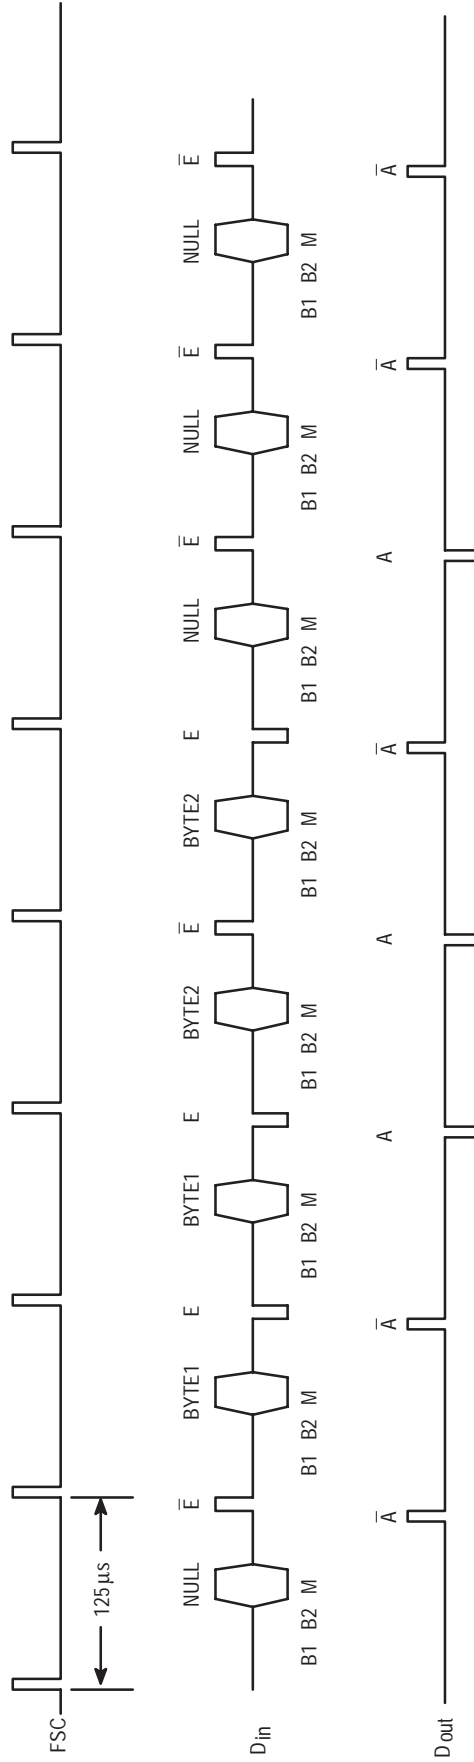 FSC
125 μs
NULL E̅ BYTE1 E BYTE1 E BYTE2 E̅ BYTE2 E NULL E̅ NULL E̅ NULL E̅
Din
B1 B2 M B1 B2 M B1 B2 M B1 B2 M B1 B2 M B1 B2 M B1 B2 M B1 B2 M
A̅ A̅ A A A̅ A A̅ A̅
Dout